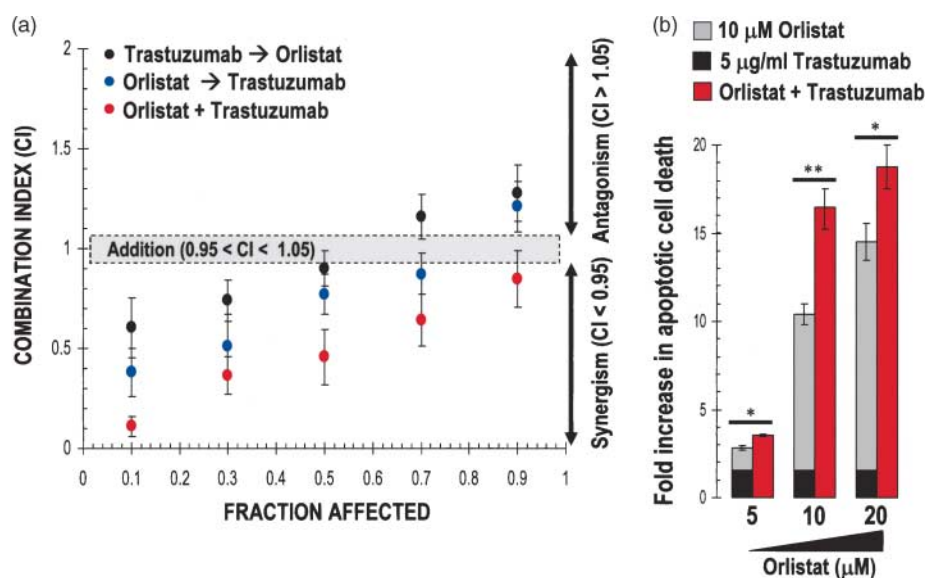 (a)
2
1.5
1
0.5
0
COMBINATION INDEX (CI)
Trastuzumab → Orlistat
Orlistat → Trastuzumab
Orlistat + Trastuzumab
Addition (0.95 < CI < 1.05)
0 0.1 0.2 0.3 0.4 0.5 0.6 0.7 0.8 0.9 1
FRACTION AFFECTED
Antagonism (CI > 1.05)
Synergism (CI < 0.95)
(b)
10 µM Orlistat
5 µg/ml Trastuzumab
Orlistat + Trastuzumab
Fold increase in apoptotic cell death
20
15
10
5
0
*
**
*
5 10 20
Orlistat (µM)